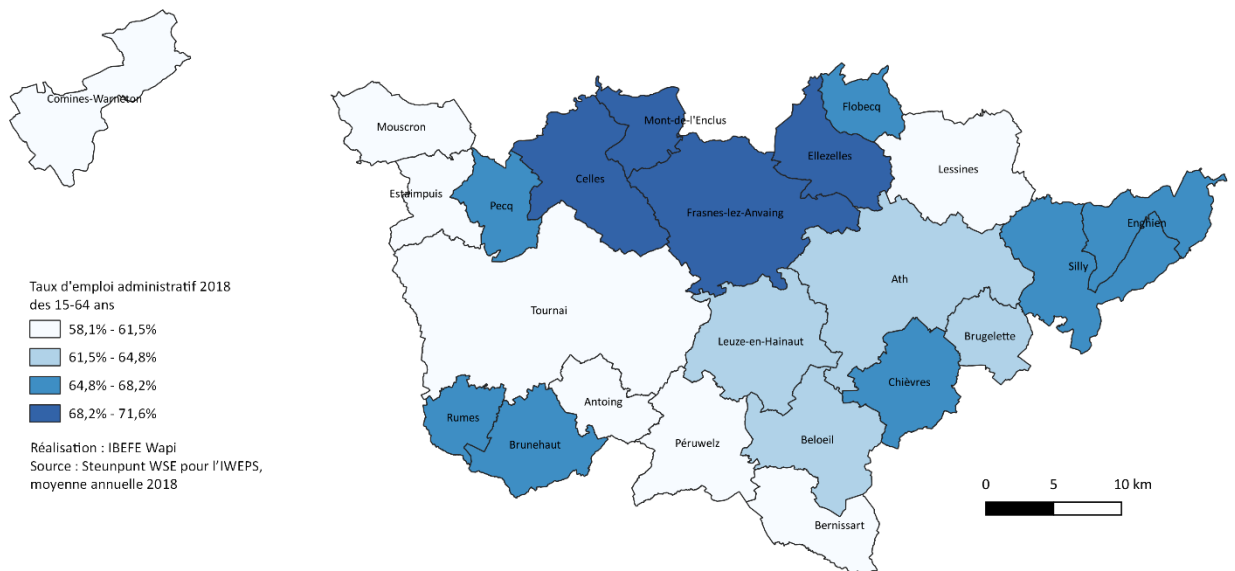 Comines-Warneton
Mouscron
Mont-de-l'Enclus
Flobecq
Ellezelles
Lessines
Estaimpuis
Pecq
Celles
Frasnes-lez-Anvaing
Enghien
Silly
Ath
Tournai
Leuze-en-Hainaut
Brugelette
Chièvres
Antoing
Rumes
Brunehaut
Péruwelz
Beloeil
Bernissart
Taux d'emploi administratif 2018
des 15-64 ans
58,1% - 61,5%
61,5% - 64,8%
64,8% - 68,2%
68,2% - 71,6%
Réalisation : IBEFE Wapi
Source : Steunpunt WSE pour l'IWEPS,
moyenne annuelle 2018
0 5 10 km